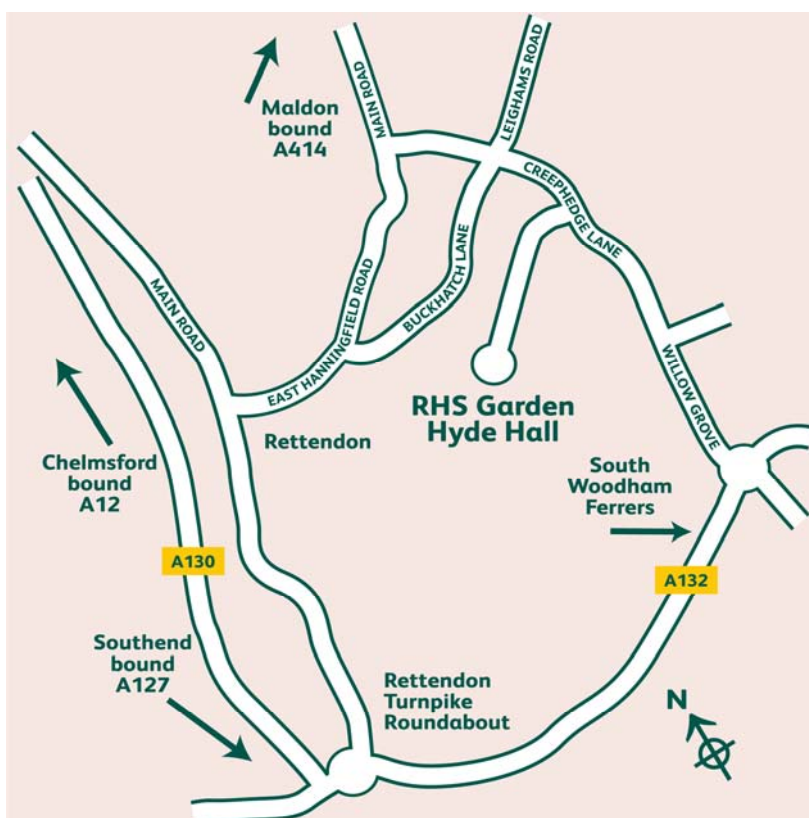 LEIGHAMS ROAD
MAIN ROAD
Maldon
bound
A414
CREEPHEDGE LANE
BUCKHATCH LANE
EAST HANNINGFIELD ROAD
MAIN ROAD
WILLOW GROVE
RHS Garden
Hyde Hall
Rettendon
Chelmsford
bound
A12
South
Woodham
Ferrers
A130
A132
Southend
bound
A127
Rettendon
Turnpike
Roundabout
N